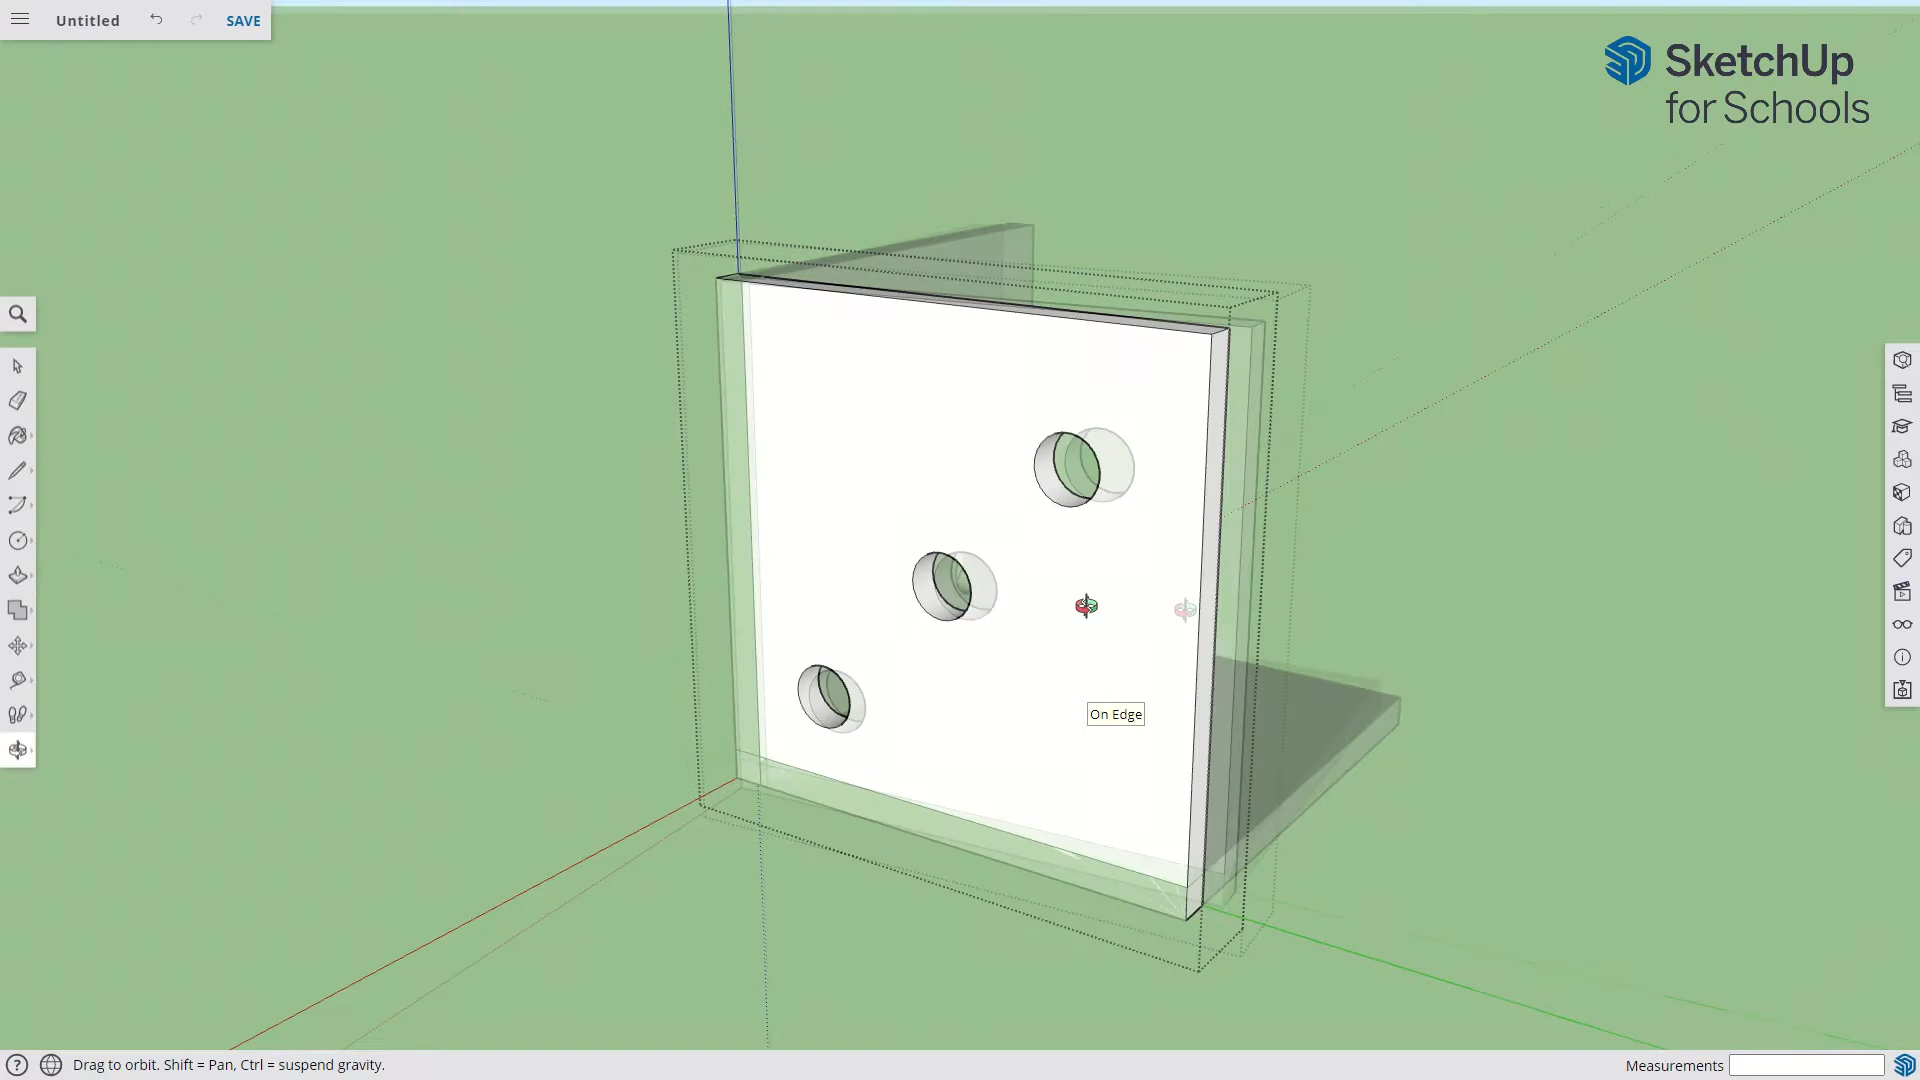 Untitled
SAVE
SketchUp
for Schools
On Edge
Drag to orbit. Shift = Pan, Ctrl = suspend gravity.
Measurements